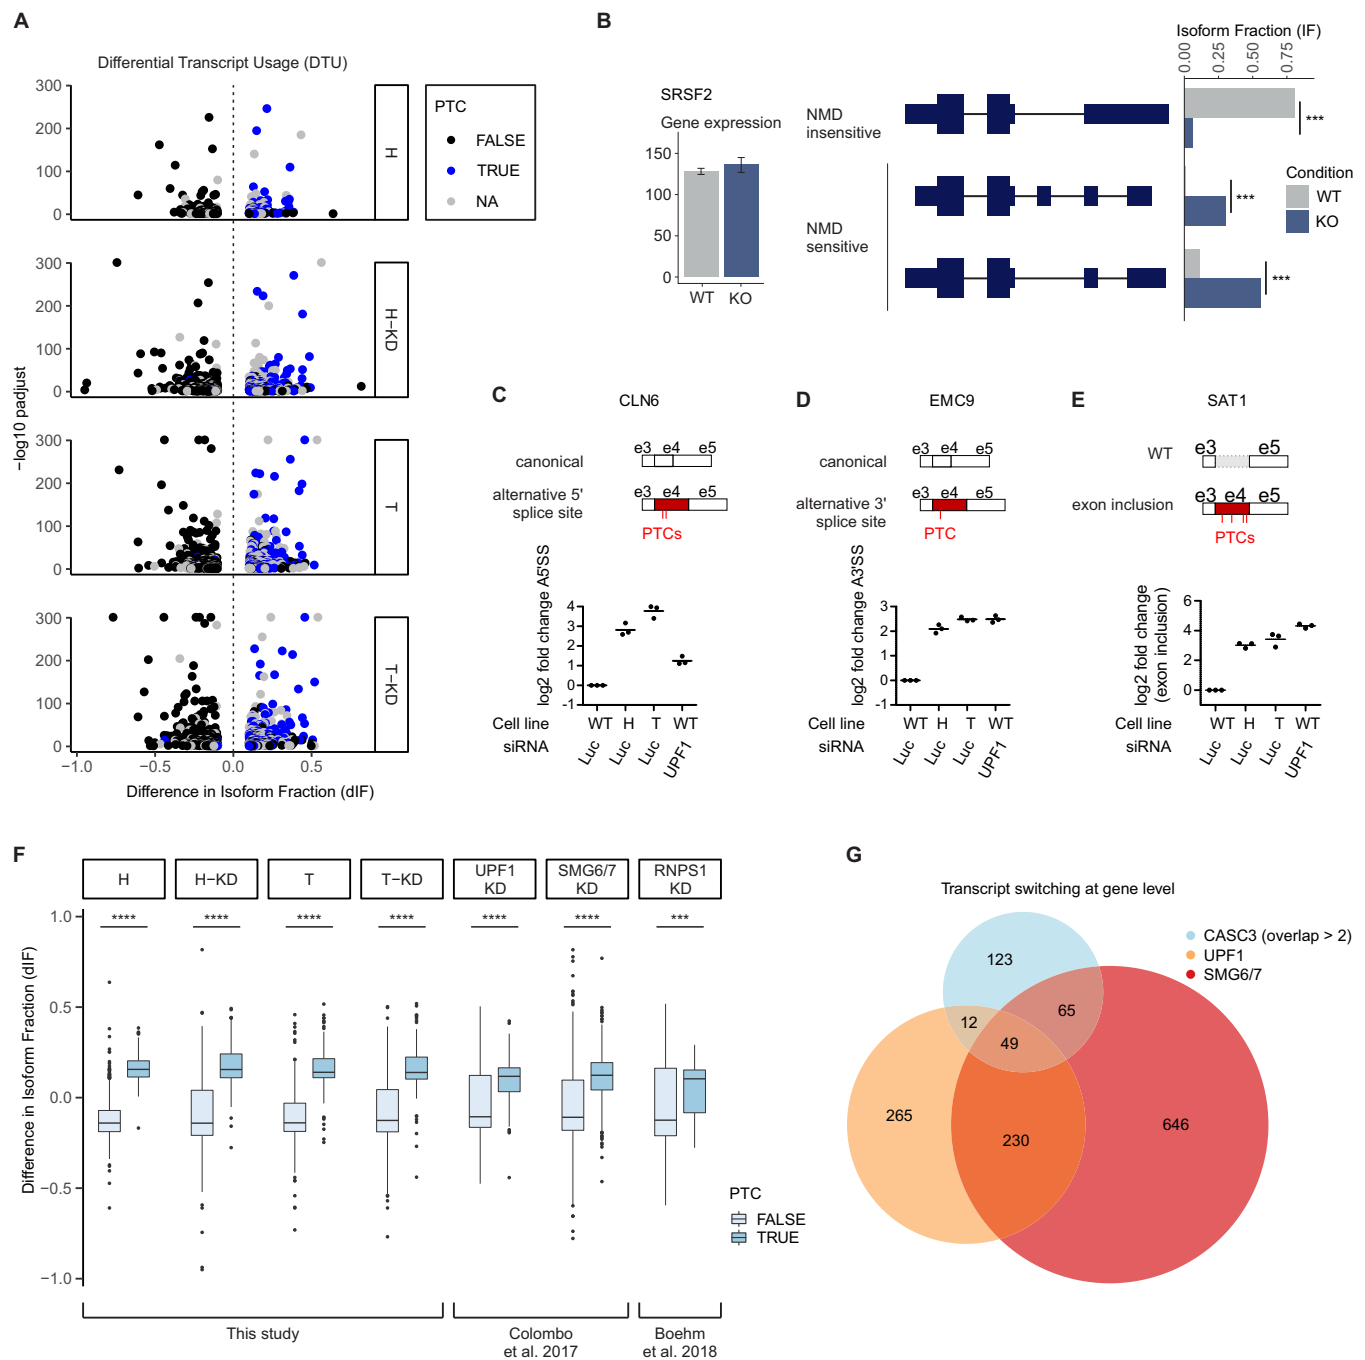 A
Differential Transcript Usage (DTU)
300
200
100
0
H
300
200
100
0
H−KD
300
200
100
0
T
300
200
100
0
T−KD
−log10 padjust
−1.0
−0.5
0.0
0.5
Difference in Isoform Fraction (dIF)
PTC
FALSE
TRUE
NA
B
SRSF2
Gene expression
150
100
50
0
WT
KO
NMD
insensitive
NMD
sensitive
Isoform Fraction (IF)
0.00
0.25
0.50
0.75
***
***
***
Condition
WT
KO
C
CLN6
canonical
e3
e4
e5
alternative 5'
splice site
e3
e4
e5
PTCs
log2 fold change A5'SS
4
3
2
1
0
-1
Cell line
WT
H
T
WT
siRNA
Luc
Luc
Luc
UPF1
D
EMC9
canonical
e3
e4
e5
alternative 3'
splice site
e3
e4
e5
PTC
log2 fold change A3'SS
3
2
1
0
-1
Cell line
WT
H
T
WT
siRNA
Luc
Luc
Luc
UPF1
E
SAT1
WT
e3
e5
exon inclusion
e3
e4
e5
PTCs
log2 fold change
(exon inclusion)
6
4
2
0
Cell line
WT
H
T
WT
siRNA
Luc
Luc
Luc
UPF1
F
H
H−KD
T
T−KD
UPF1
KD
SMG6/7
KD
RNPS1
KD
****
****
****
****
****
****
***
Difference in Isoform Fraction (dIF)
1.0
0.5
0.0
−0.5
−1.0
PTC
FALSE
TRUE
This study
Colombo
et al. 2017
Boehm
et al. 2018
G
Transcript switching at gene level
CASC3 (overlap > 2)
UPF1
SMG6/7
123
12
65
49
265
230
646